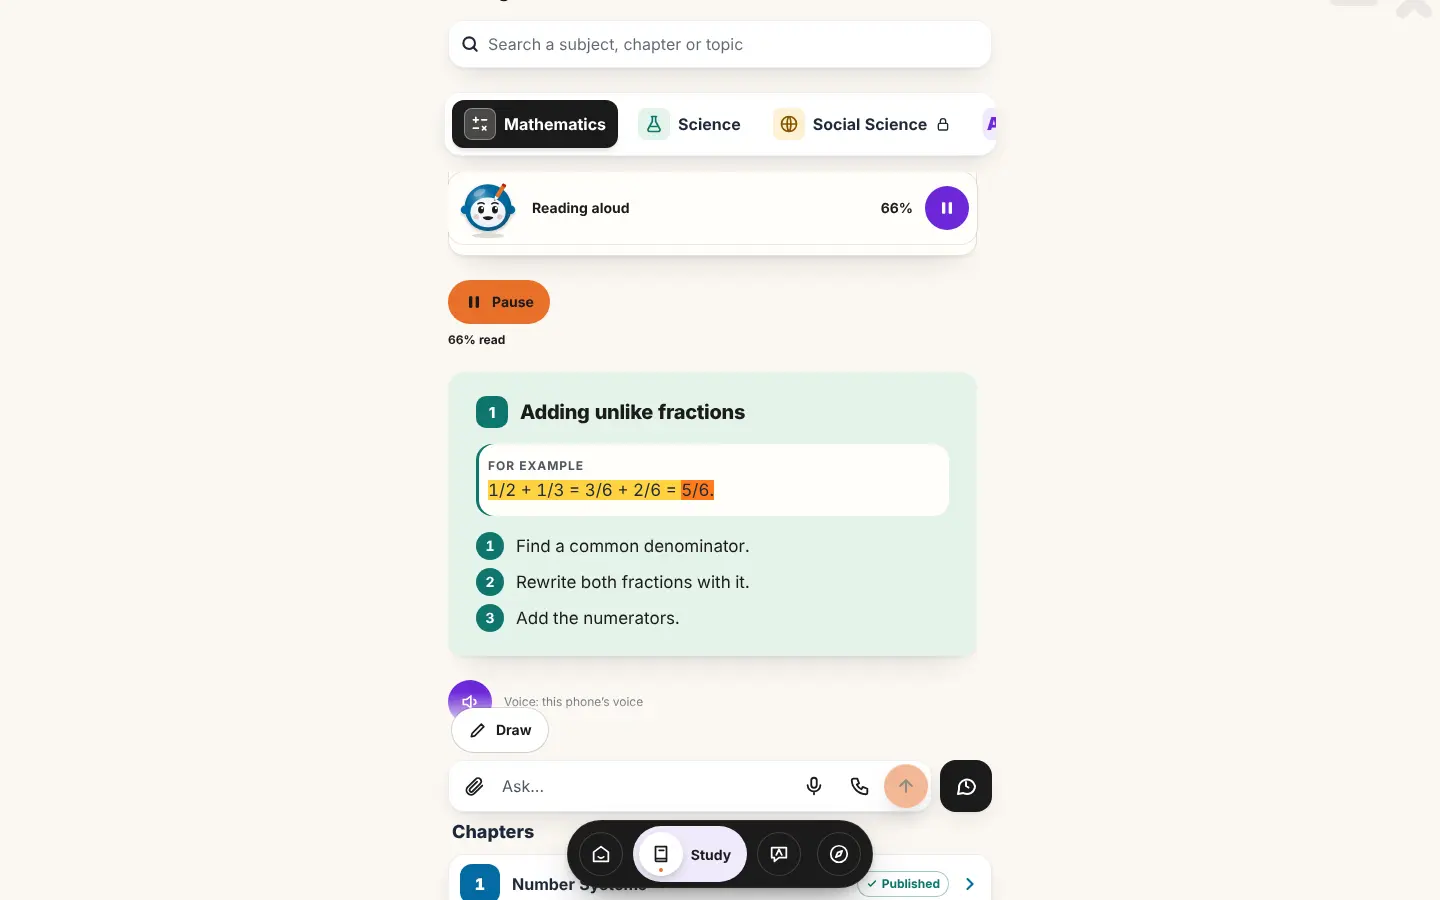 Search a subject, chapter or topic
Mathematics
Science
Social Science
Reading aloud
66%
Pause
66% read
1 Adding unlike fractions
FOR EXAMPLE
1/2 + 1/3 = 3/6 + 2/6 = 5/6.
1 Find a common denominator.
2 Rewrite both fractions with it.
3 Add the numerators.
Voice: this phone's voice
Draw
Ask...
Chapters
Study
1 Number Systems
Published